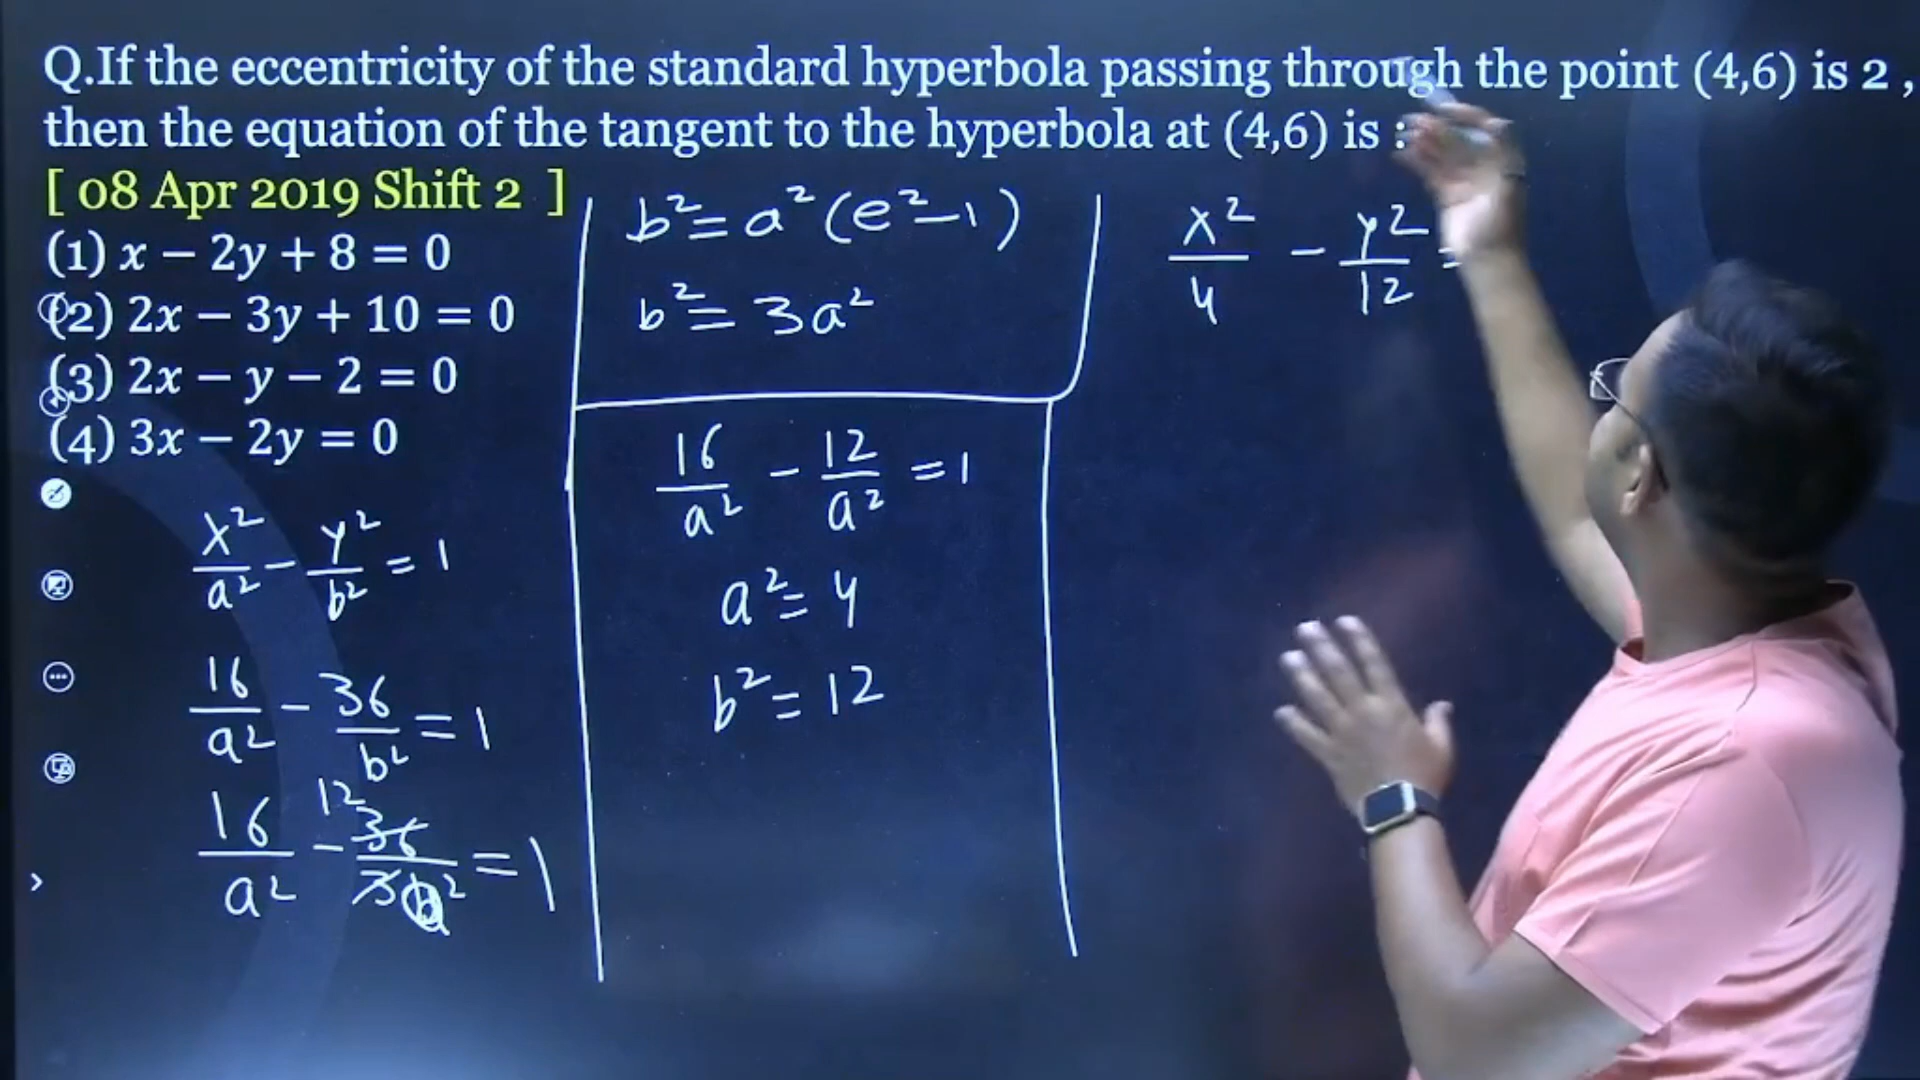 Q.If the eccentricity of the standard hyperbola passing through the point (4,6) is 2 ,
then the equation of the tangent to the hyperbola at (4,6) is :
[ 08 Apr 2019 Shift 2 ]
(1) x − 2y + 8 = 0
(2) 2x − 3y + 10 = 0
(3) 2x − y − 2 = 0
(4) 3x − 2y = 0
x²/a² − y²/b² = 1
16/a² − 36/b² = 1
16/a² − 12 36/3a² = 1
b² = a² (e² − 1)
b² = 3a²
16/a² − 12/a² = 1
a² = 4
b² = 12
x²/4 − y²/12 =